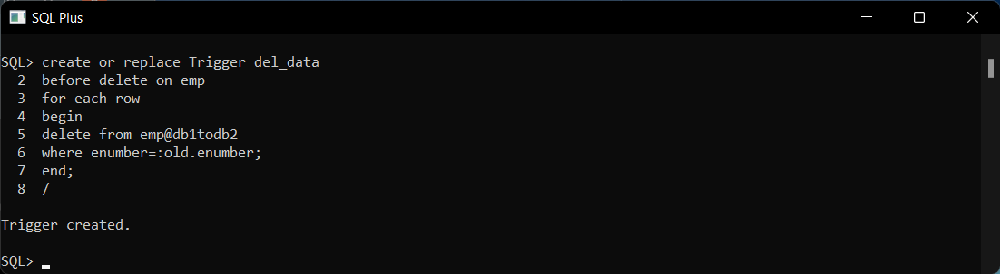 SQL Plus
SQL> create or replace Trigger del_data
2 before delete on emp
3 for each row
4 begin
5 delete from emp@db1todb2
6 where enumber=:old.enumber;
7 end;
8 /
Trigger created.
SQL>